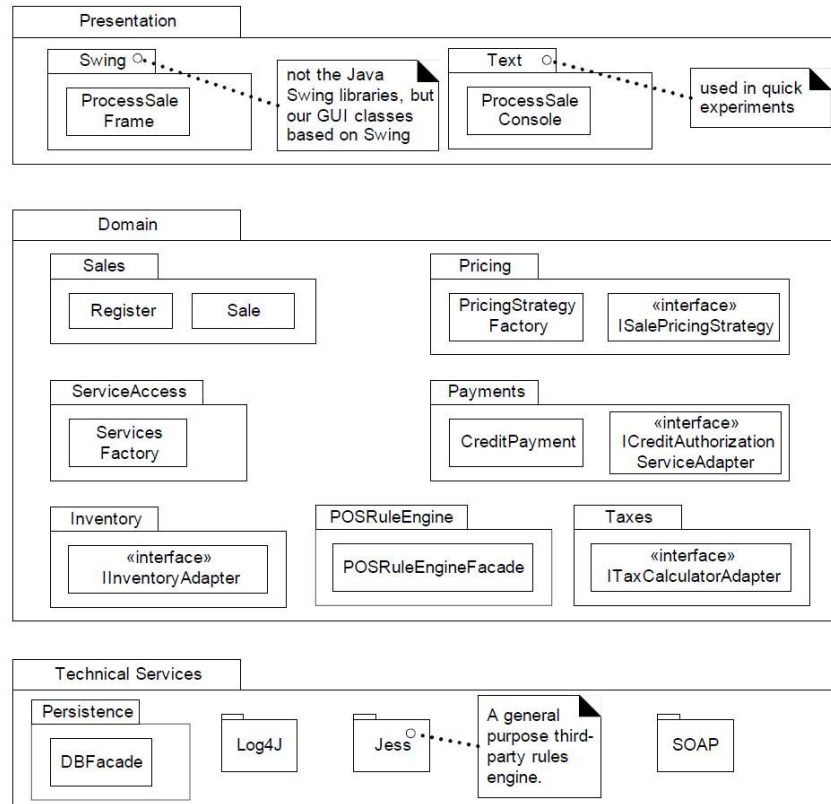 Presentation
Swing
ProcessSale
Frame
not the Java
Swing libraries, but
our GUI classes
based on Swing
Text
ProcessSale
Console
used in quick
experiments
Domain
Sales
Register
Sale
Pricing
PricingStrategy
Factory
«interface»
ISalePricingStrategy
ServiceAccess
Services
Factory
Payments
CreditPayment
«interface»
ICreditAuthorization
ServiceAdapter
Inventory
«interface»
IInventoryAdapter
POSRuleEngine
POSRuleEngineFacade
Taxes
«interface»
ITaxCalculatorAdapter
Technical Services
Persistence
DBFacade
Log4J
Jess
A general
purpose third-
party rules
engine.
SOAP